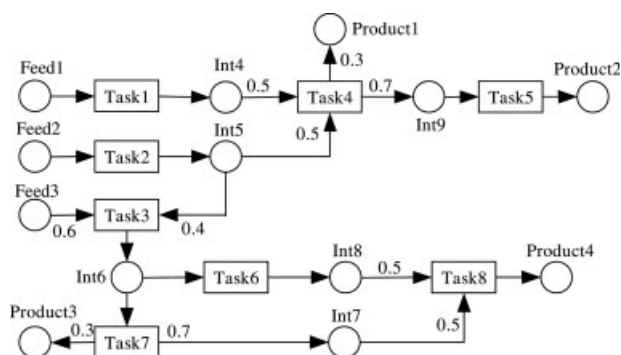 Product1
Feed1
Int4
0.3
Product2
Task1
0.5
Task4
0.7
Task5
Feed2
Int5
0.5
Int9
Task2
Feed3
Task3
0.6
0.4
Int8
Product4
Int6
Task6
0.5
Task8
Product3
0.3
Task7
0.7
Int7
0.5